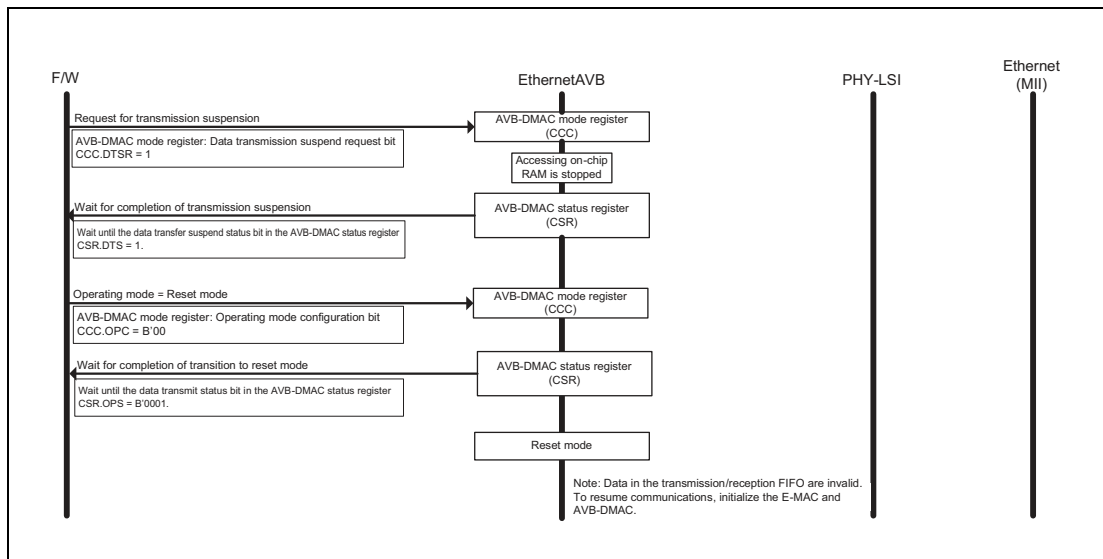 F/W
EthernetAVB
PHY-LSI
Ethernet
(MII)
Request for transmission suspension
AVB-DMAC mode register: Data transmission suspend request bit
CCC.DTSR = 1
AVB-DMAC mode register
(CCC)
Accessing on-chip
RAM is stopped
Wait for completion of transmission suspension
Wait until the data transfer suspend status bit in the AVB-DMAC status register
CSR.DTS = 1.
AVB-DMAC status register
(CSR)
Operating mode = Reset mode
AVB-DMAC mode register: Operating mode configuration bit
CCC.OPC = B'00
AVB-DMAC mode register
(CCC)
Wait for completion of transition to reset mode
Wait until the data transmit status bit in the AVB-DMAC status register
CSR.OPS = B'0001.
AVB-DMAC status register
(CSR)
Reset mode
Note: Data in the transmission/reception FIFO are invalid.
To resume communications, initialize the E-MAC and
AVB-DMAC.